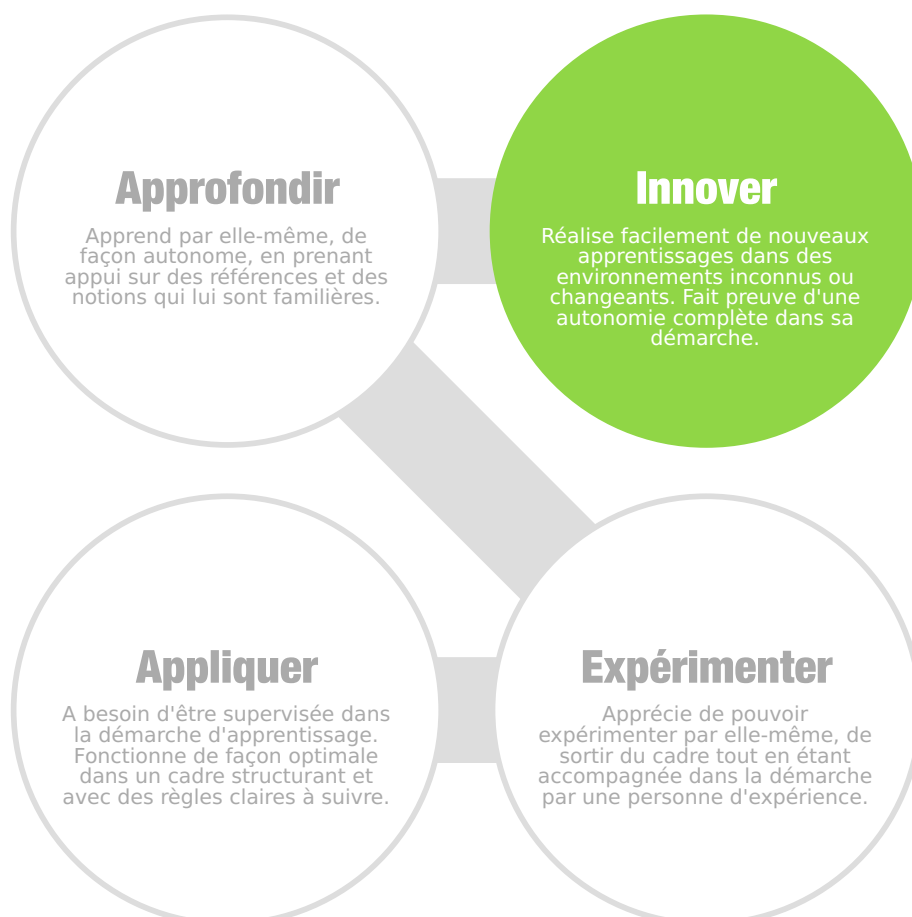 Approfondir
Apprend par elle-même, de
façon autonome, en prenant
appui sur des références et des
notions qui lui sont familières.
Innover
Réalise facilement de nouveaux
apprentissages dans des
environnements inconnus ou
changeants. Fait preuve d'une
autonomie complète dans sa
démarche.
Appliquer
A besoin d'être supervisée dans
la démarche d'apprentissage.
Fonctionne de façon optimale
dans un cadre structurant et
avec des règles claires à suivre.
Expérimenter
Apprécie de pouvoir
expérimenter par elle-même, de
sortir du cadre tout en étant
accompagnée dans la démarche
par une personne d'expérience.